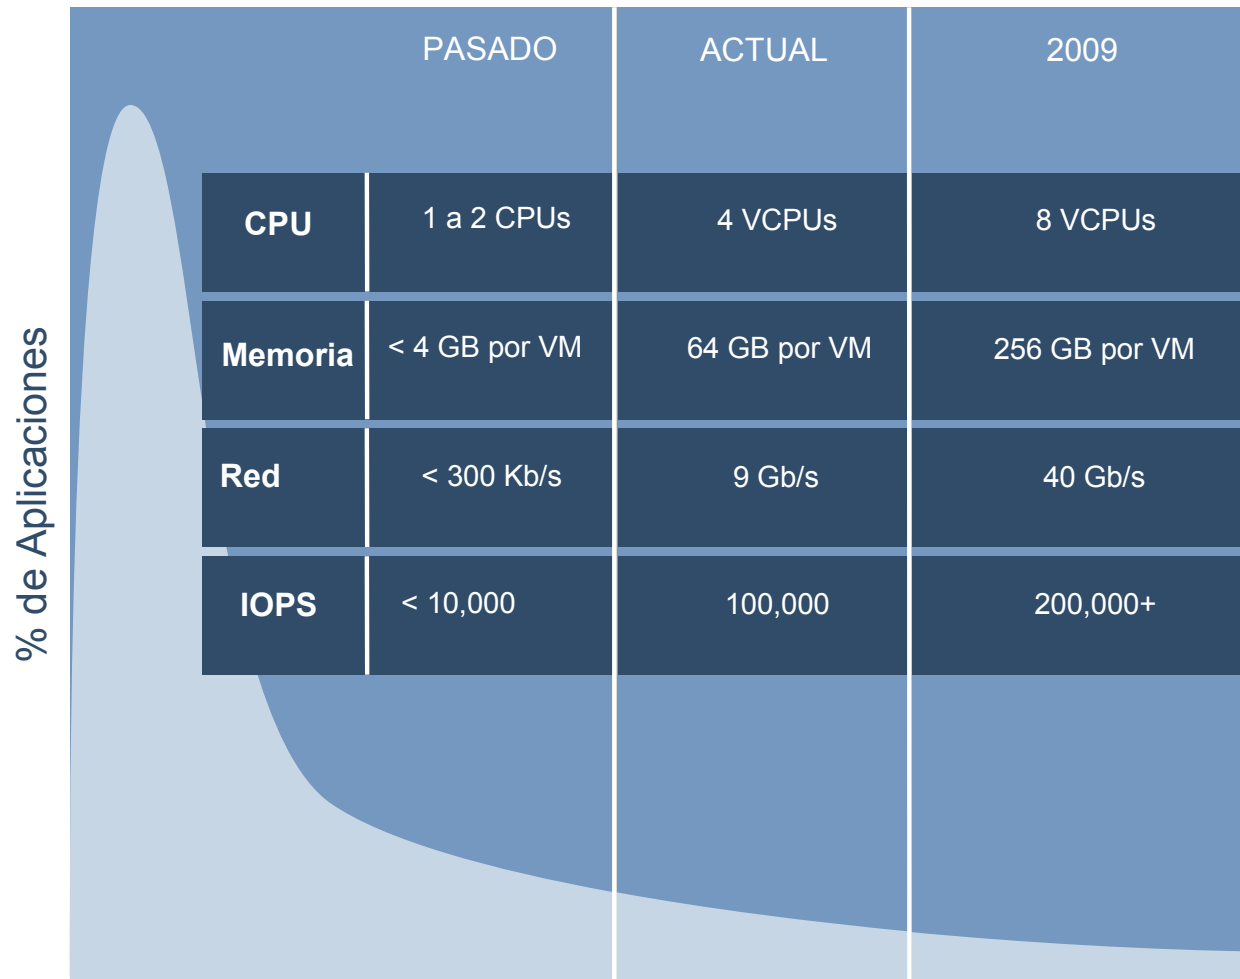 PASADO ACTUAL 2009
CPU 1 a 2 CPUs 4 VCPUs 8 VCPUs
Memoria < 4 GB por VM 64 GB por VM 256 GB por VM
Red < 300 Kb/s 9 Gb/s 40 Gb/s
IOPS < 10,000 100,000 200,000+
% de Aplicaciones